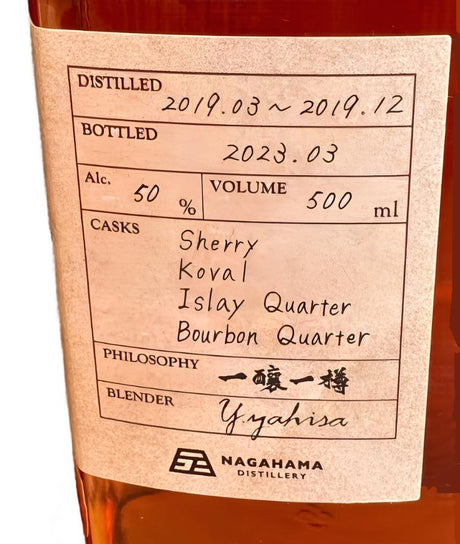 DISTILLED 2019.03~2019.12
BOTTLED 2023.03
Alc. 50 % VOLUME 500 ml
CASKS Sherry
Koval
Islay Quarter
Bourbon Quarter
PHILOSOPHY 一醸一樽
BLENDER Y.yahisa
NAGAHAMA
DISTILLERY